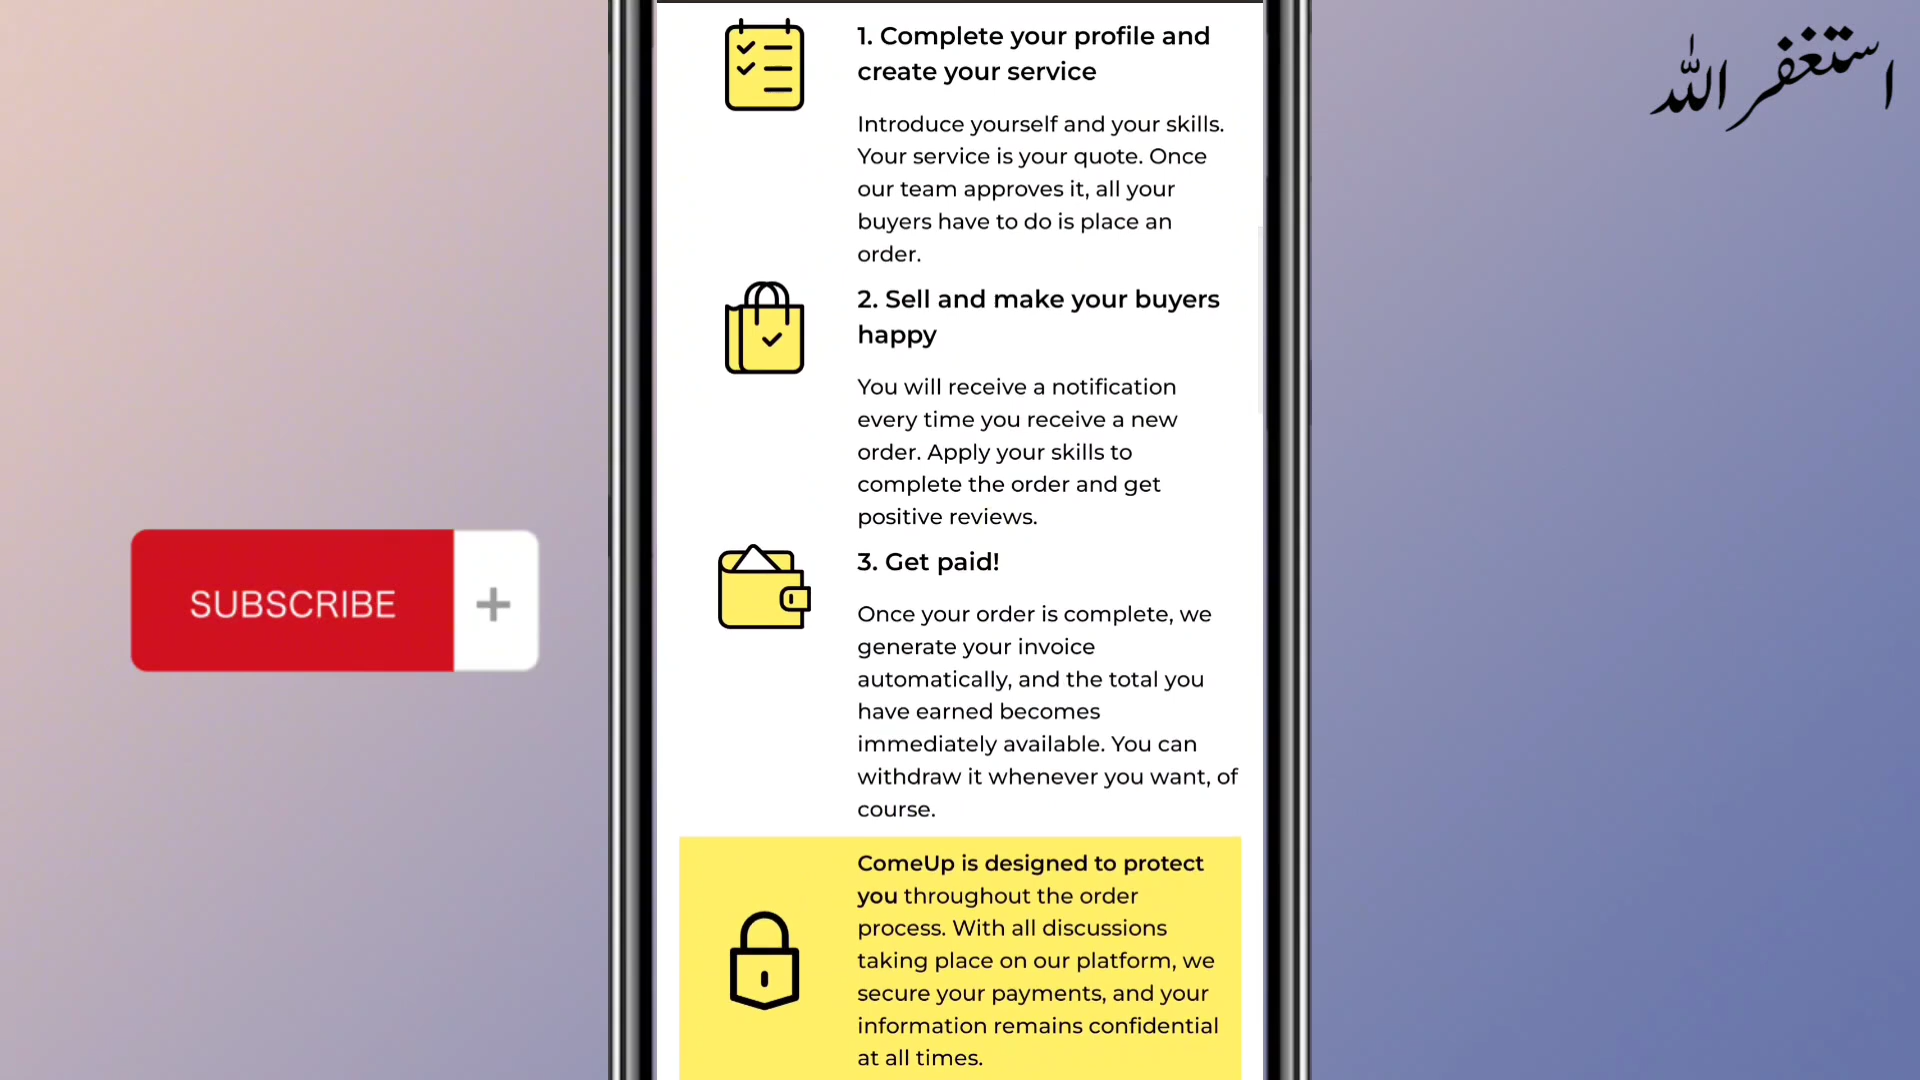 1. Complete your profile and
create your service
Introduce yourself and your skills.
Your service is your quote. Once
our team approves it, all your
buyers have to do is place an
order.
2. Sell and make your buyers
happy
You will receive a notification
every time you receive a new
order. Apply your skills to
complete the order and get
positive reviews.
3. Get paid!
Once your order is complete, we
generate your invoice
automatically, and the total you
have earned becomes
immediately available. You can
withdraw it whenever you want, of
course.
ComeUp is designed to protect
you throughout the order
process. With all discussions
taking place on our platform, we
secure your payments, and your
information remains confidential
at all times.
SUBSCRIBE +
استغفر الله